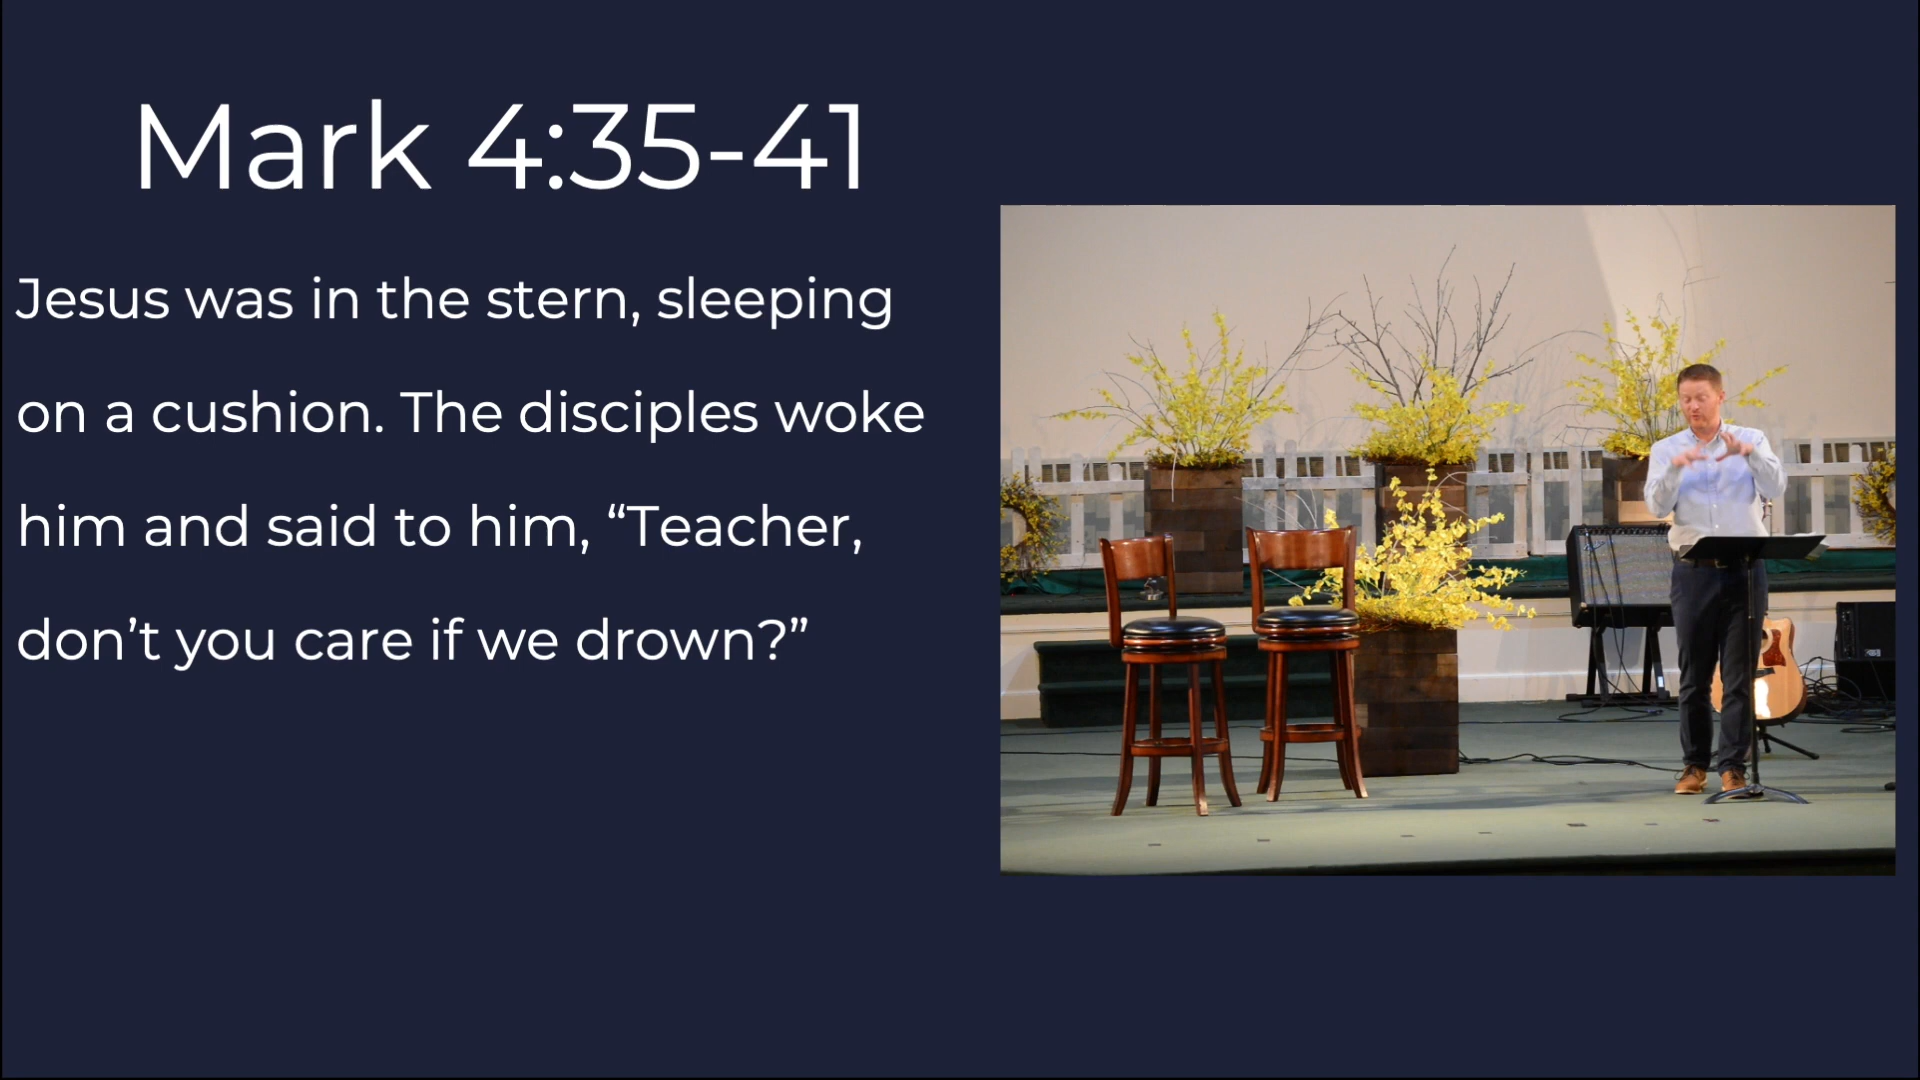 Mark 4:35-41
Jesus was in the stern, sleeping
on a cushion. The disciples woke
him and said to him, “Teacher,
don’t you care if we drown?”